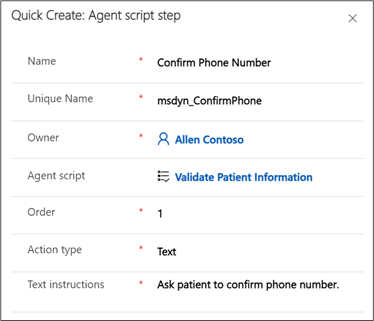 Quick Create: Agent script step
Name * Confirm Phone Number
Unique Name * msdyn_ConfirmPhone
Owner * Allen Contoso
Agent script Validate Patient Information
Order * 1
Action type * Text
Text instructions * Ask patient to confirm phone number.